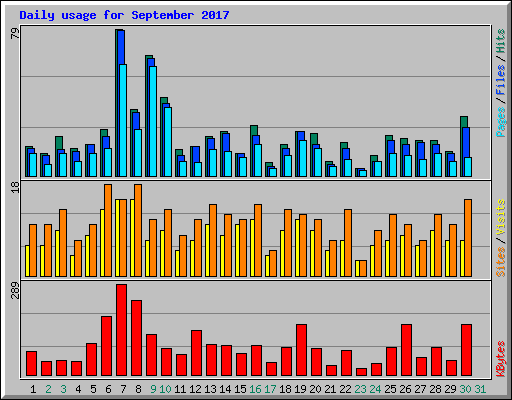 Daily usage for September 2017
79
Pages / Files / Hits
18
Sites / Visits
289
KBytes
1 2 3 4 5 6 7 8 9 10 11 12 13 14 15 16 17 18 19 20 21 22 23 24 25 26 27 28 29 30 31